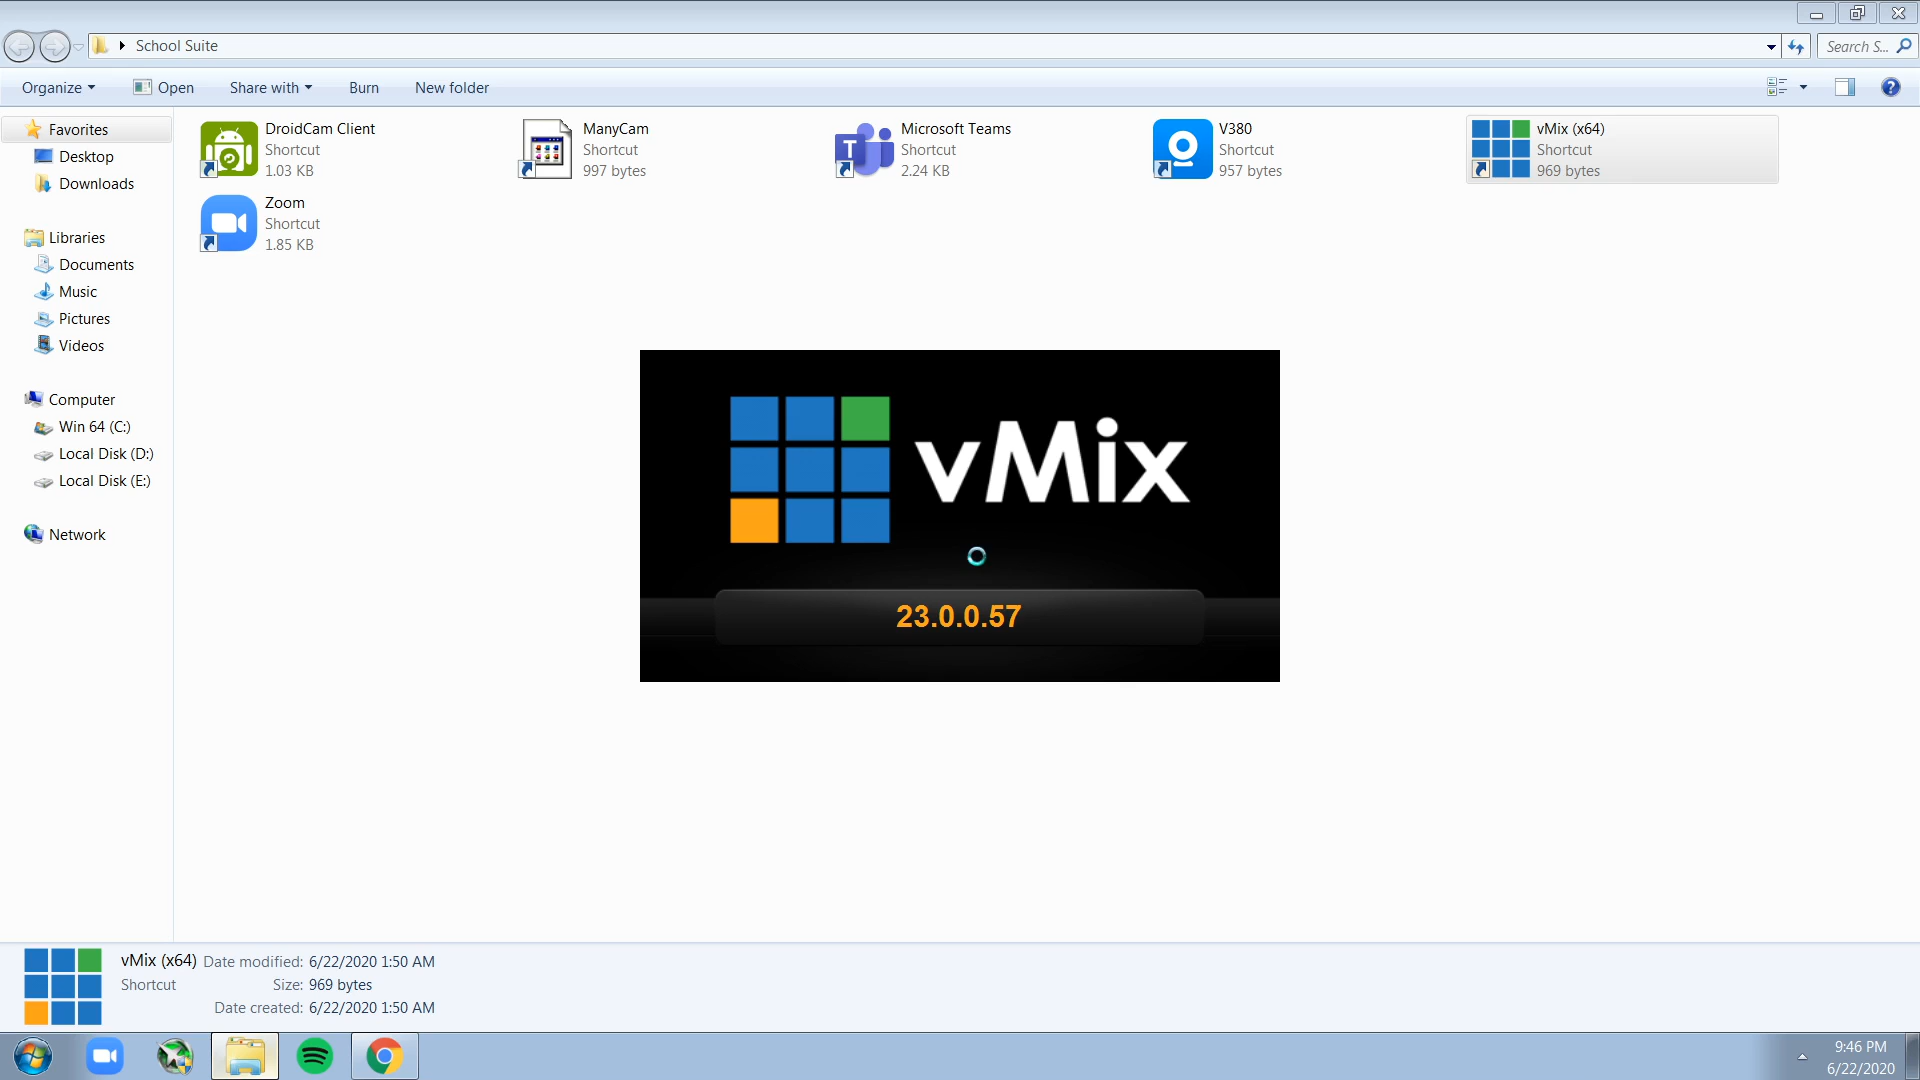 School Suite
Search S...
Organize
Open
Share with
Burn
New folder
Favorites
Desktop
Downloads
Libraries
Documents
Music
Pictures
Videos
Computer
Win 64 (C:)
Local Disk (D:)
Local Disk (E:)
Network
DroidCam Client
Shortcut
1.03 KB
ManyCam
Shortcut
997 bytes
Microsoft Teams
Shortcut
2.24 KB
V380
Shortcut
957 bytes
vMix (x64)
Shortcut
969 bytes
Zoom
Shortcut
1.85 KB
vMix
23.0.0.57
vMix (x64) Date modified: 6/22/2020 1:50 AM
Shortcut Size: 969 bytes
Date created: 6/22/2020 1:50 AM
9:46 PM
6/22/2020